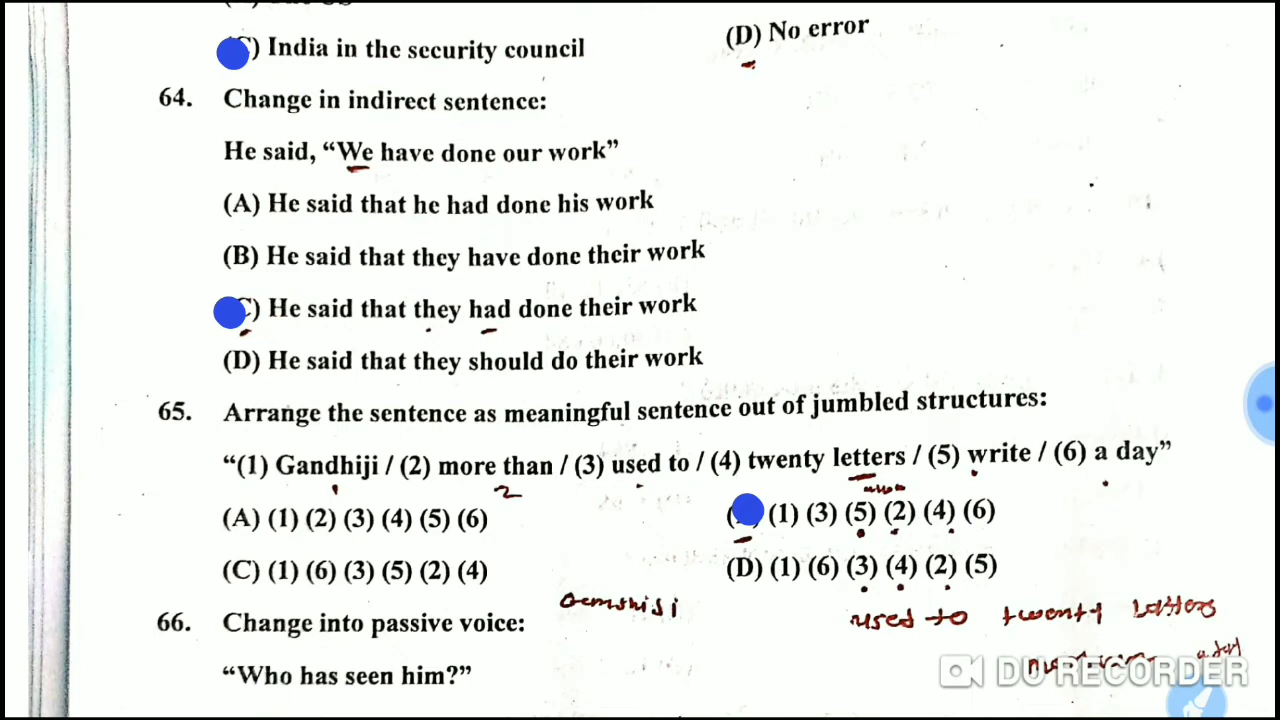 C) India in the security council
(D) No error
64. Change in indirect sentence:
He said, “We have done our work”
(A) He said that he had done his work
(B) He said that they have done their work
C) He said that they had done their work
(D) He said that they should do their work
65. Arrange the sentence as meaningful sentence out of jumbled structures:
“(1) Gandhiji / (2) more than / (3) used to / (4) twenty letters / (5) write / (6) a day”
2
(A) (1) (2) (3) (4) (5) (6)
(1) (3) (5) (2) (4) (6)
(C) (1) (6) (3) (5) (2) (4)
(D) (1) (6) (3) (4) (2) (5)
used to twenty letters
66. Change into passive voice:
“Who has seen him?”
DU RECORDER